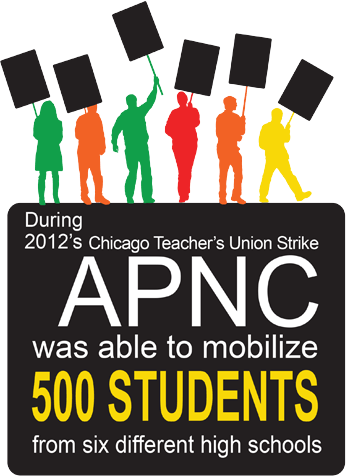 During
2012's Chicago Teacher's Union Strike
APNC
was able to mobilize
500 STUDENTS
from six different high schools